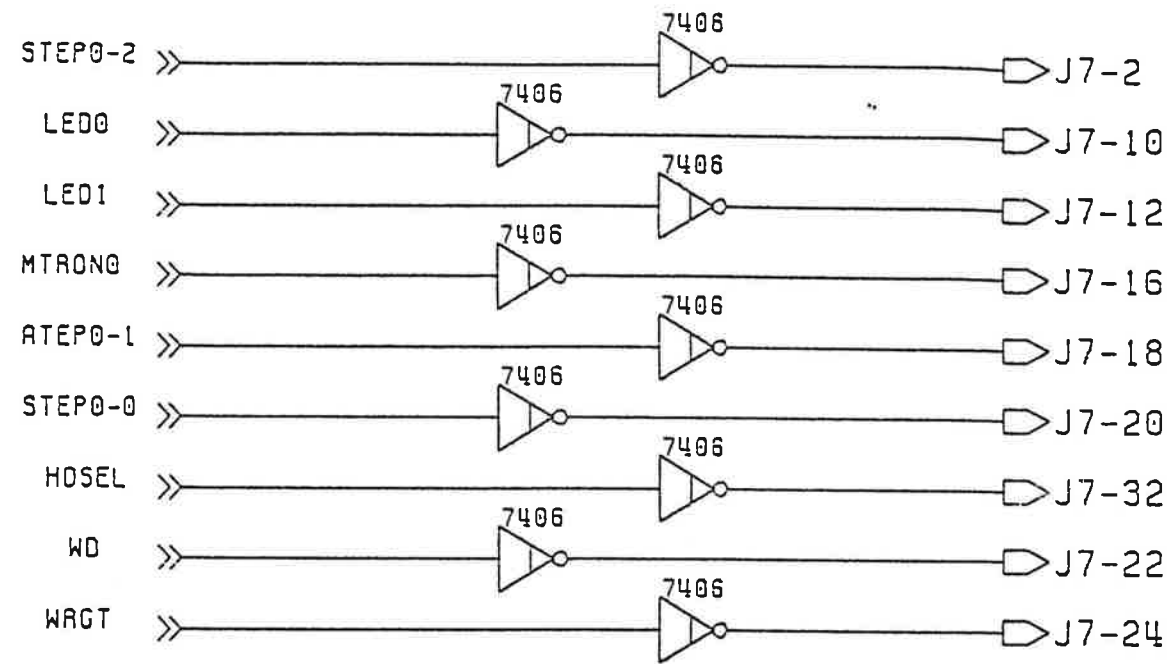 7406
STEP0-2 J7-2
7406
LED0 J7-10
7406
LED1 J7-12
7406
MTRON0 J7-16
7406
ATEP0-1 J7-18
7406
STEP0-0 J7-20
7406
HDSEL J7-32
7406
WD J7-22
7406
WRGT J7-24